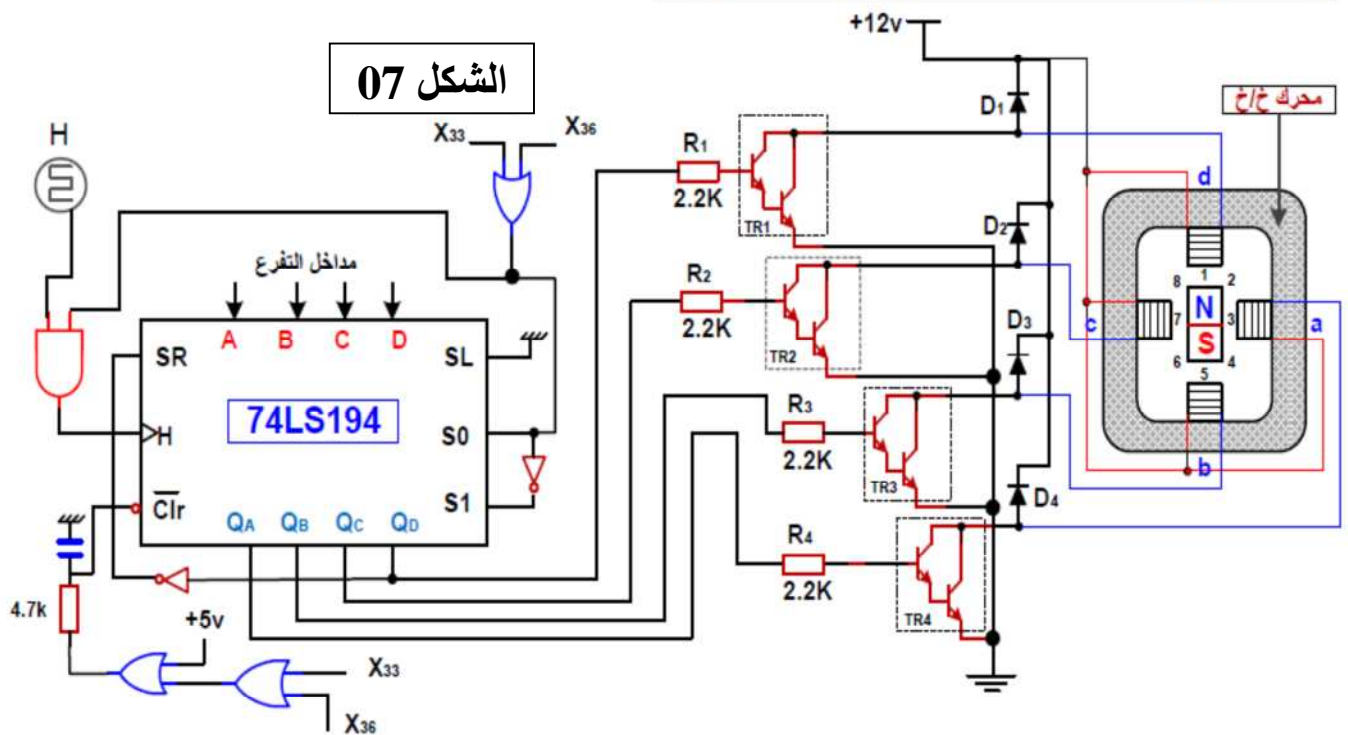 +12v
الشكل 07
محرك خ/خ
H
X33
X36
D1
R1
2.2K
TR1
d
D2
مداخل التفرع
A B C D
R2
2.2K
TR2
8 1 2
c 7 N 3 a
S
6 5 4
D3
SR
SL
74LS194
H
S0
R3
2.2K
TR3
b
D4
Clr
S1
QA QB QC QD
R4
2.2K
TR4
4.7k
+5v
X33
X36